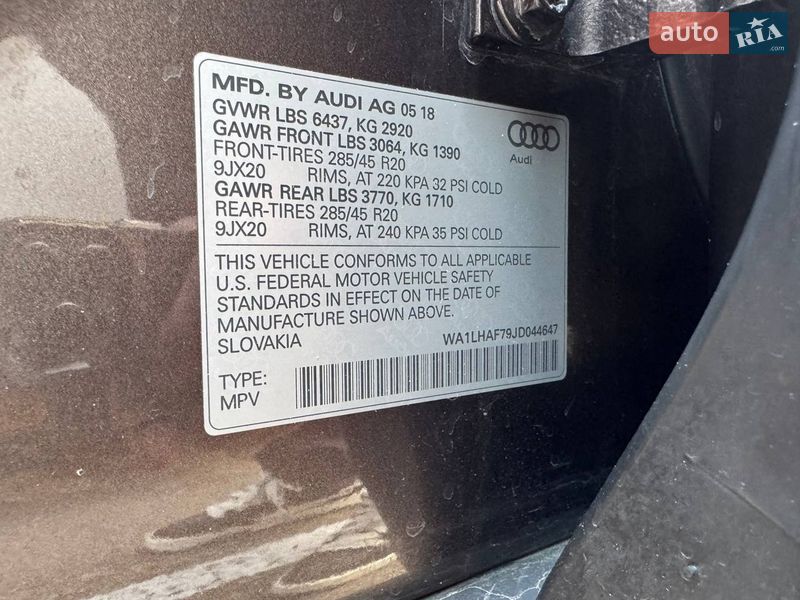 auto RIA .com
MFD. BY AUDI AG 05 18
GVWR LBS 6437, KG 2920
GAWR FRONT LBS 3064, KG 1390
FRONT-TIRES 285/45 R20
9JX20 RIMS, AT 220 KPA 32 PSI COLD
GAWR REAR LBS 3770, KG 1710
REAR-TIRES 285/45 R20
9JX20 RIMS, AT 240 KPA 35 PSI COLD
Audi
THIS VEHICLE CONFORMS TO ALL APPLICABLE
U.S. FEDERAL MOTOR VEHICLE SAFETY
STANDARDS IN EFFECT ON THE DATE OF
MANUFACTURE SHOWN ABOVE.
SLOVAKIA WA1LHAF79JD044647
TYPE:
MPV